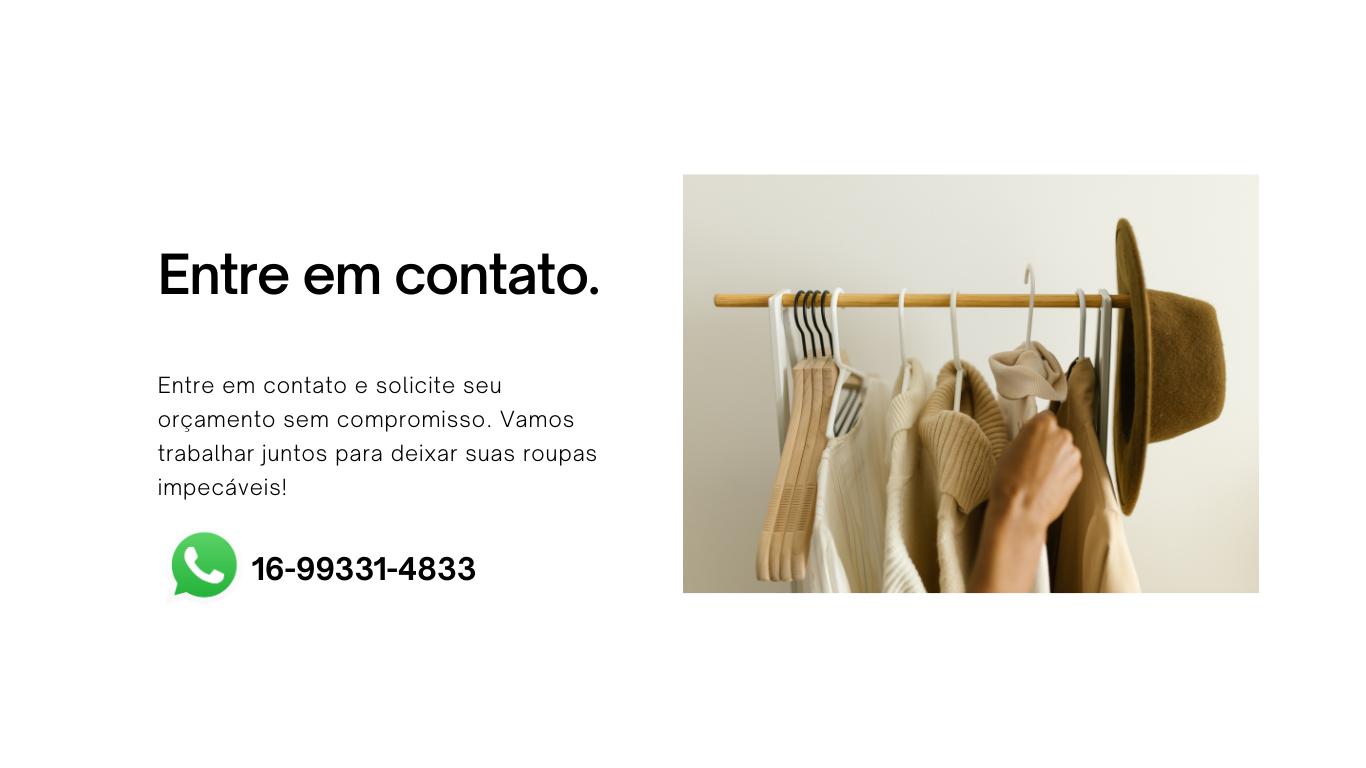 Entre em contato.
Entre em contato e solicite seu
orçamento sem compromisso. Vamos
trabalhar juntos para deixar suas roupas
impecáveis!
16-99331-4833